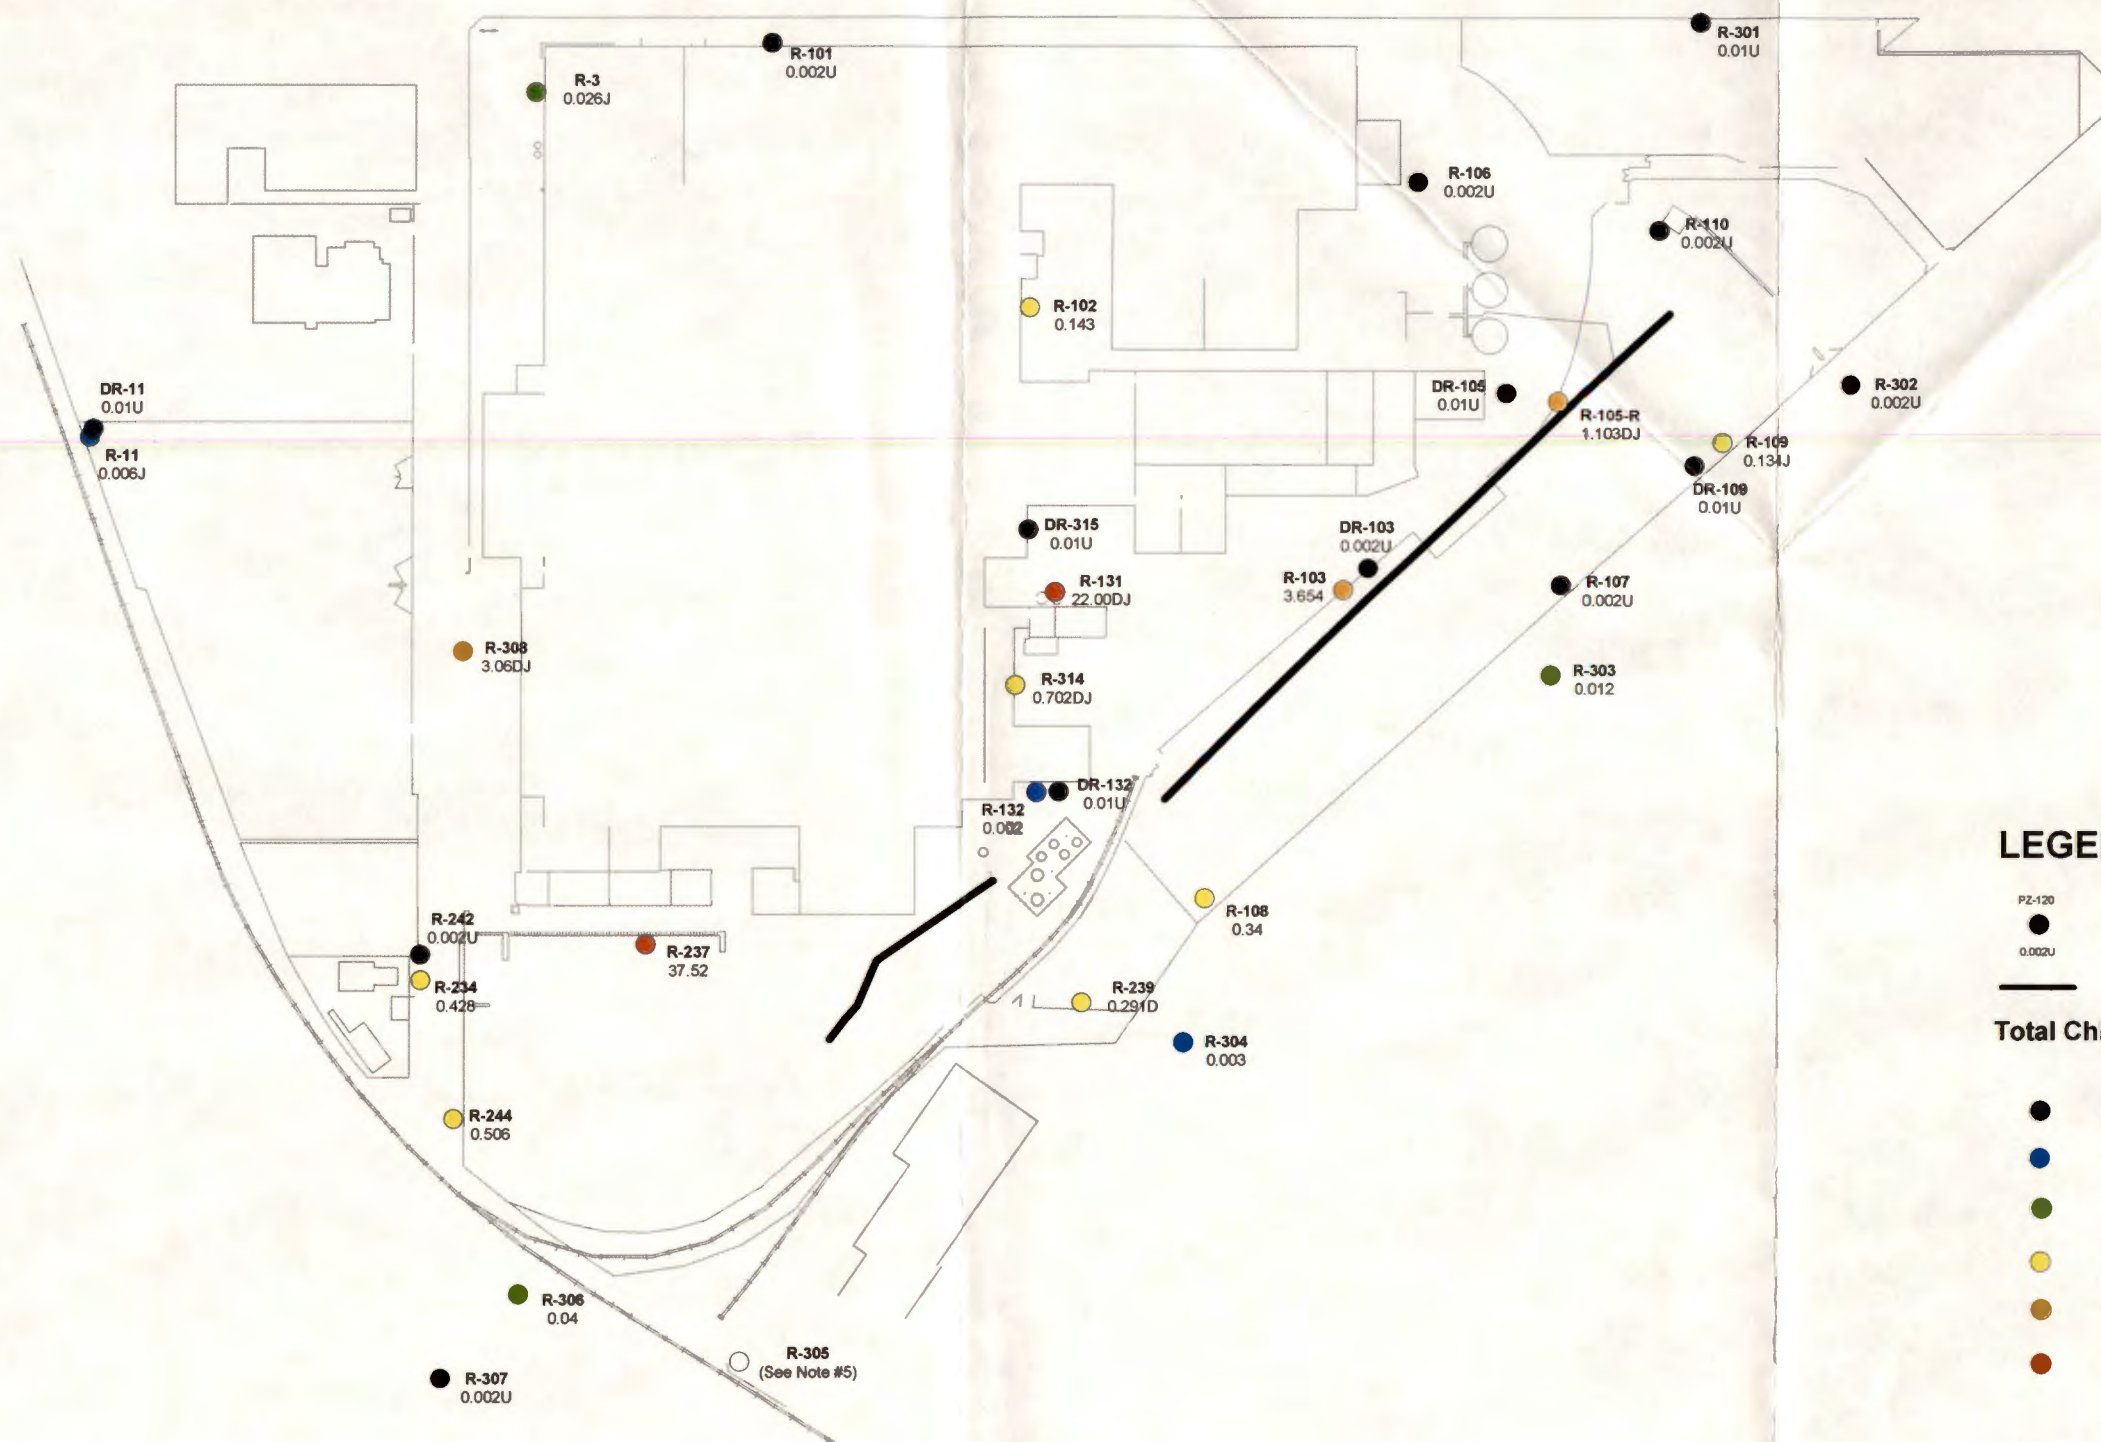 R-101
0.002U
R-301
0.01U
R-3
0.026J
R-106
0.002U
R-110
0.002U
R-102
0.143
DR-11
0.01U
R-11
0.006J
DR-105
0.01U
R-105-R
1.103DJ
R-302
0.002U
R-109
0.134J
DR-109
0.01U
DR-315
0.01U
DR-103
0.002U
R-131
22.00DJ
R-103
3.654
R-107
0.002U
R-308
3.06DJ
R-314
0.702DJ
R-303
0.012
DR-132
0.01U
R-132
0.002
R-108
0.34
R-242
0.002U
R-237
37.52
R-234
0.428
R-239
0.291D
R-304
0.003
R-244
0.506
R-306
0.04
R-305
(See Note #5)
R-307
0.002U
LEGE
PZ-120
0.002U
Total Ch